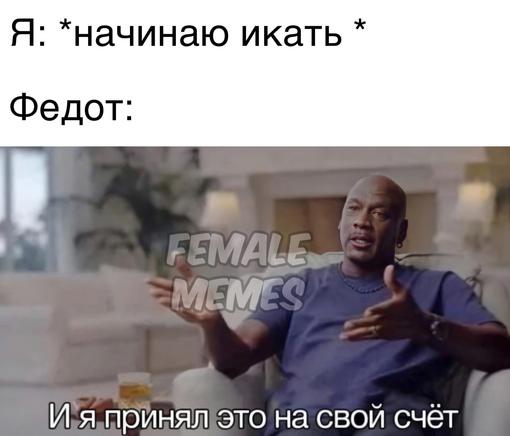 Я: *начинаю икать *
Федот:
FEMALE
MEMES
И я принял это на свой счёт